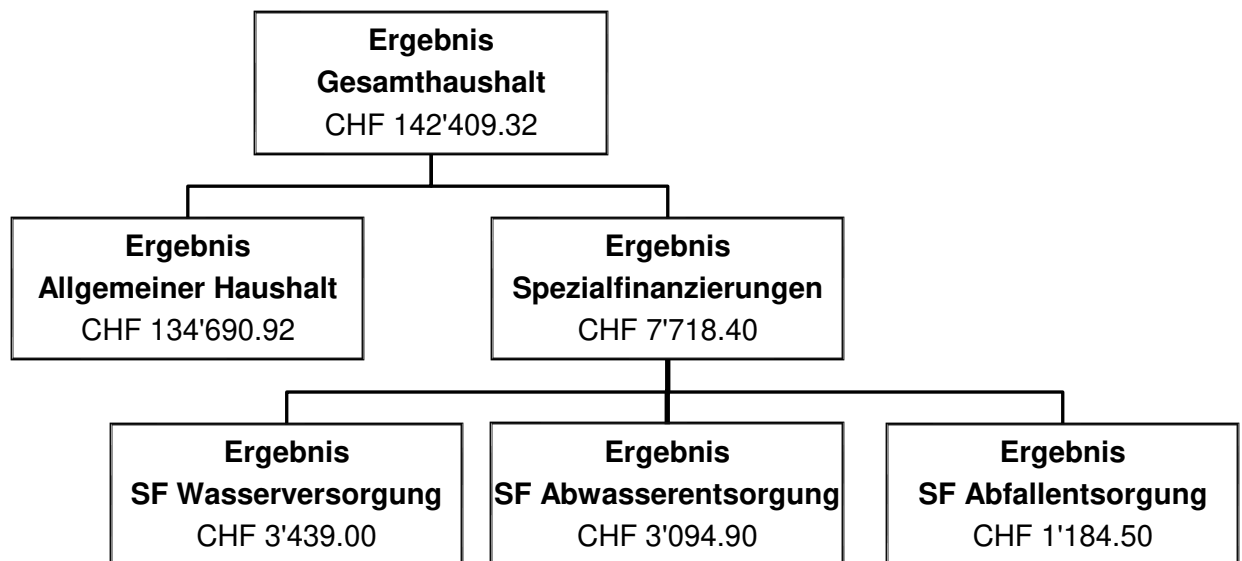 Ergebnis
Gesamthaushalt
CHF 142'409.32
Ergebnis
Allgemeiner Haushalt
CHF 134'690.92
Ergebnis
Spezialfinanzierungen
CHF 7'718.40
Ergebnis
SF Wasserversorgung
CHF 3'439.00
Ergebnis
SF Abwasserentsorgung
CHF 3'094.90
Ergebnis
SF Abfallentsorgung
CHF 1'184.50